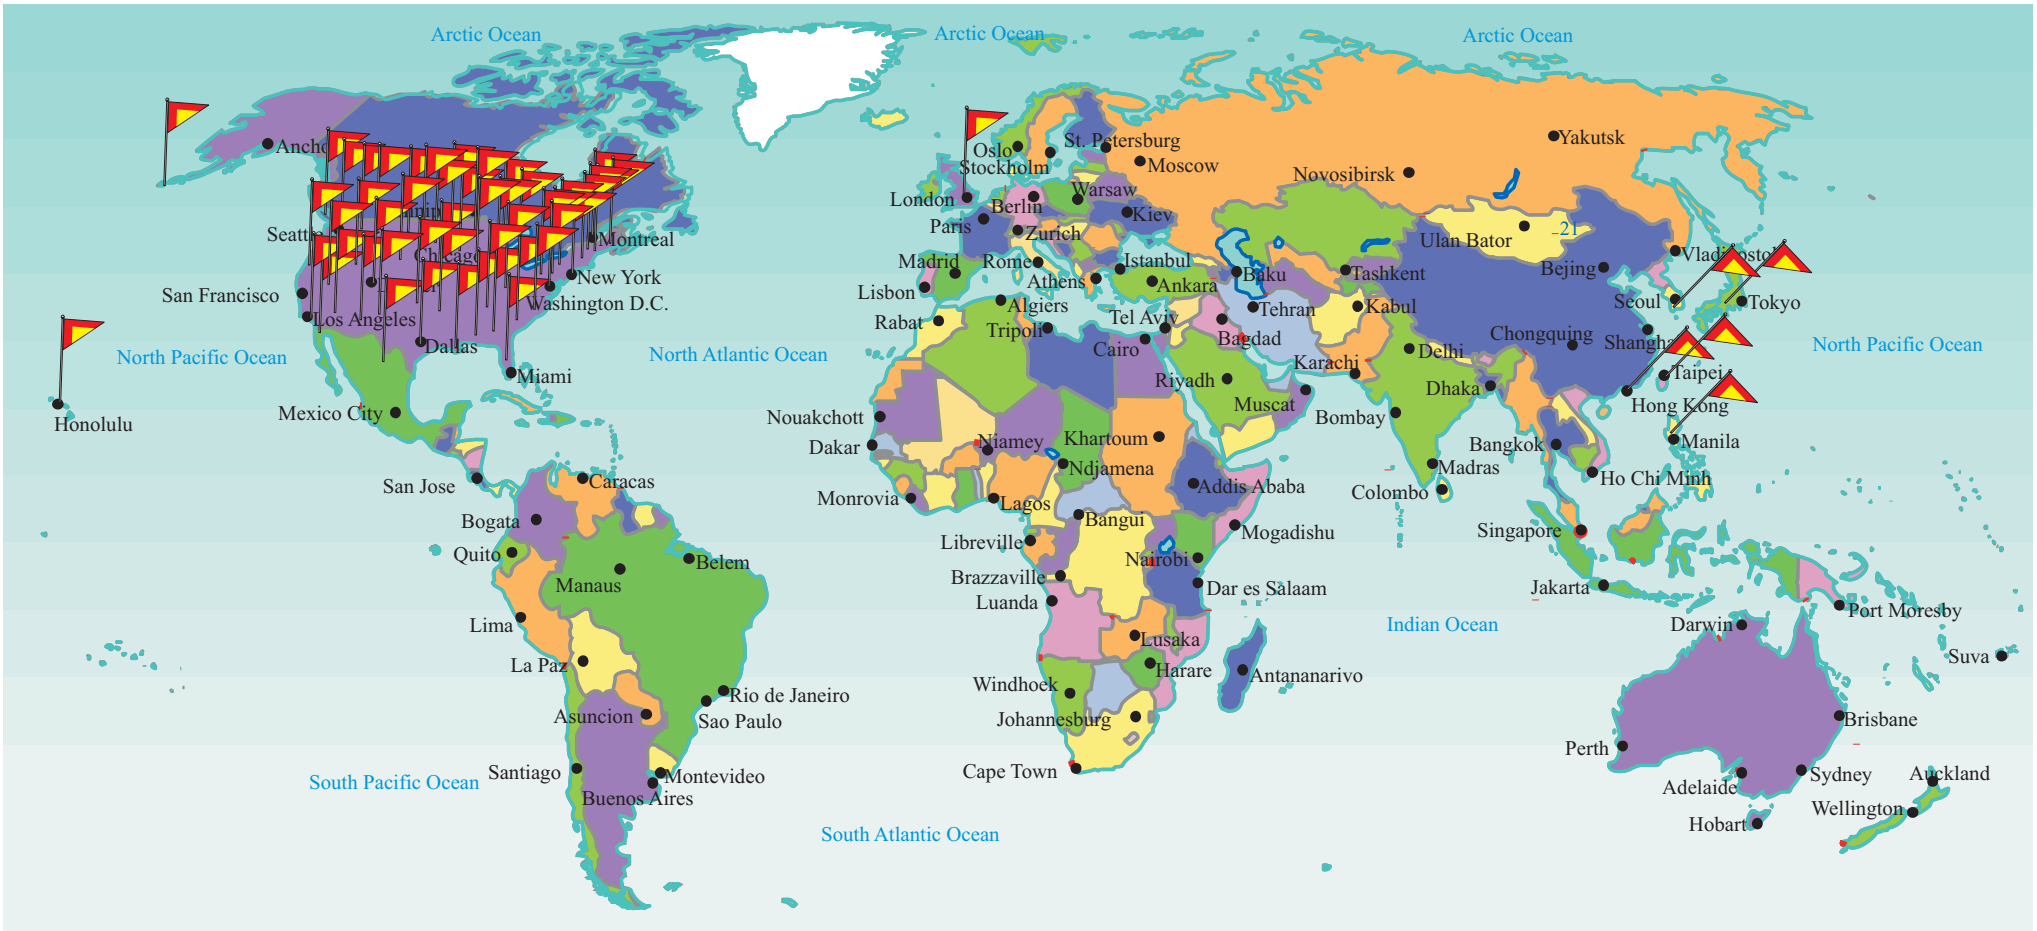 Arctic Ocean
Arctic Ocean
Arctic Ocean
Yakutsk
St. Petersburg
Oslo
Stockholm
Moscow
Novosibirsk
London
Warsaw
Berlin
Paris
Kiev
Zurich
Ulan Bator
21
Montreal
Madrid
Rome
Istanbul
Bejing
Baku
Tashkent
New York
Athens
Ankara
San Francisco
Washington D.C.
Lisbon
Algiers
Seoul
Tokyo
Los Angeles
Rabat
Tripoli
Tel Aviv
Tehran
Kabul
Cairo
Bagdad
Chongquing
Dallas
North Pacific Ocean
North Atlantic Ocean
Karachi
Delhi
North Pacific Ocean
Miami
Riyadh
Dhaka
Taipei
Mexico City
Muscat
Bombay
Hong Kong
Honolulu
Nouakchott
Dakar
Niamey
Khartoum
Bangkok
Manila
Ndjamena
Madras
San Jose
Caracas
Addis Ababa
Colombo
Ho Chi Minh
Monrovia
Lagos
Bogata
Bangui
Mogadishu
Singapore
Quito
Belem
Libreville
Nairobi
Manaus
Brazzaville
Dar es Salaam
Jakarta
Luanda
Port Moresby
Lima
Indian Ocean
Darwin
Lusaka
La Paz
Harare
Suva
Windhoek
Antananarivo
Rio de Janeiro
Asuncion
Sao Paulo
Johannesburg
Brisbane
Perth
Santiago
Montevideo
Cape Town
Sydney
Auckland
South Pacific Ocean
Adelaide
Buenos Aires
Wellington
Hobart
South Atlantic Ocean